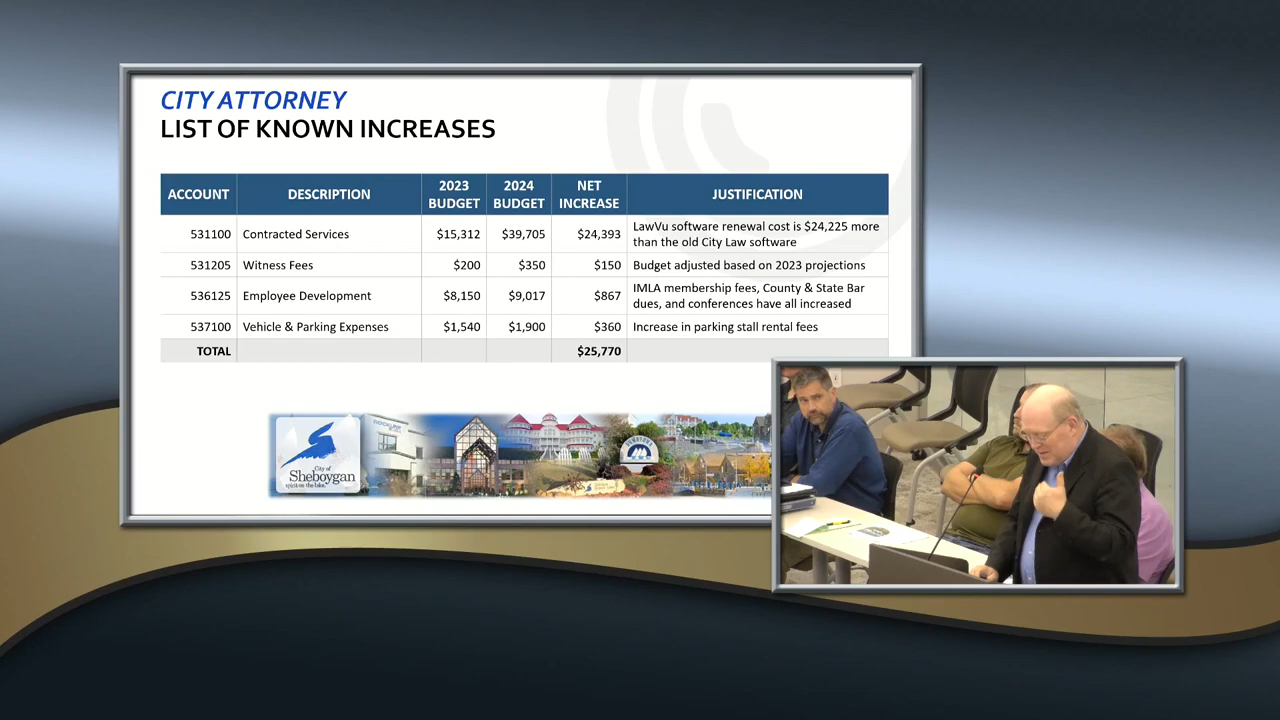 CITY ATTORNEY
LIST OF KNOWN INCREASES
ACCOUNT DESCRIPTION 2023 BUDGET 2024 BUDGET NET INCREASE JUSTIFICATION
531100 Contracted Services $15,312 $39,705 $24,393 LawVu software renewal cost is $24,225 more
than the old City Law software
531205 Witness Fees $200 $350 $150 Budget adjusted based on 2023 projections
536125 Employee Development $8,150 $9,017 $867 IMLA membership fees, County & State Bar
dues, and conferences have all increased
537100 Vehicle & Parking Expenses $1,540 $1,900 $360 Increase in parking stall rental fees
TOTAL $25,770
City of
Sheboygan
spirit on the lake.